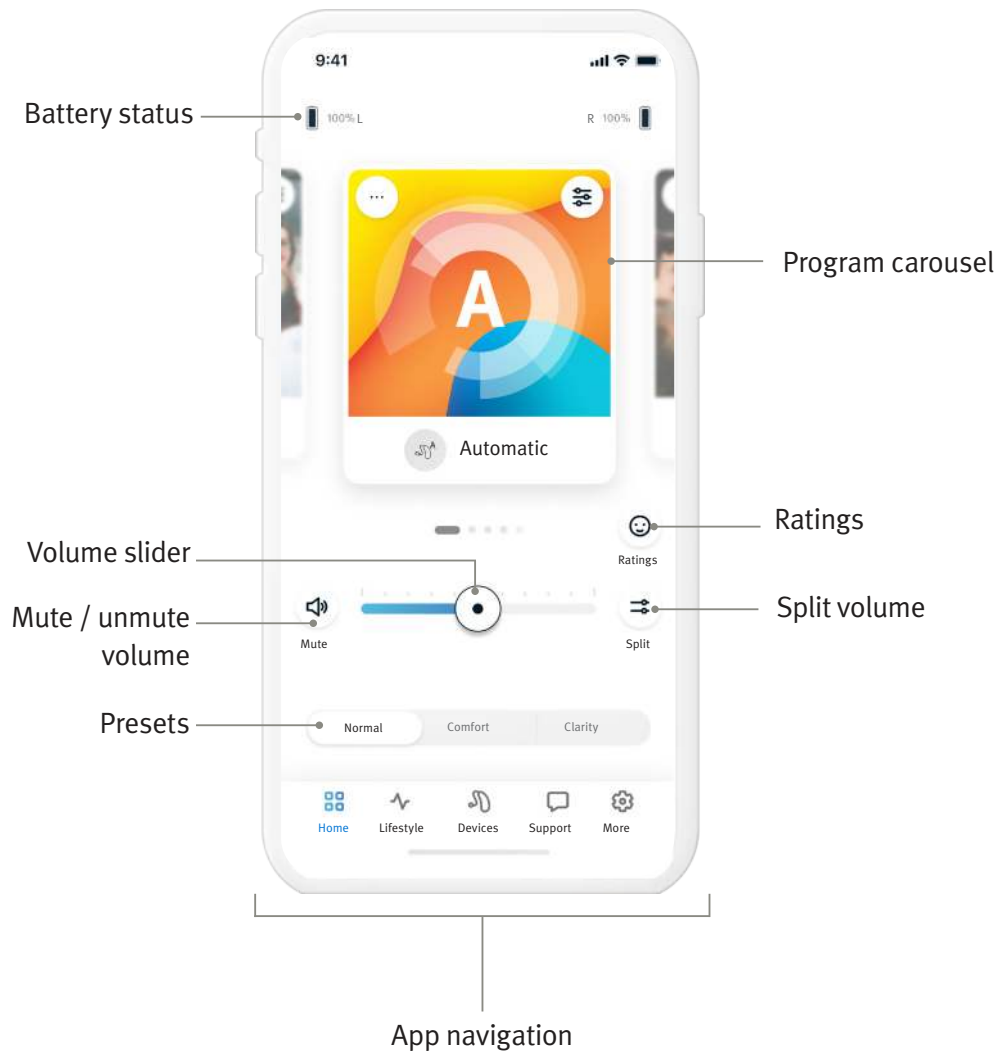 9:41
Battery status
100% L
R 100%
A
Program carousel
Automatic
Ratings
Ratings
Volume slider
Mute / unmute
volume
Mute
Split
Split volume
Presets
Normal
Comfort
Clarity
Home
Lifestyle
Devices
Support
More
App navigation